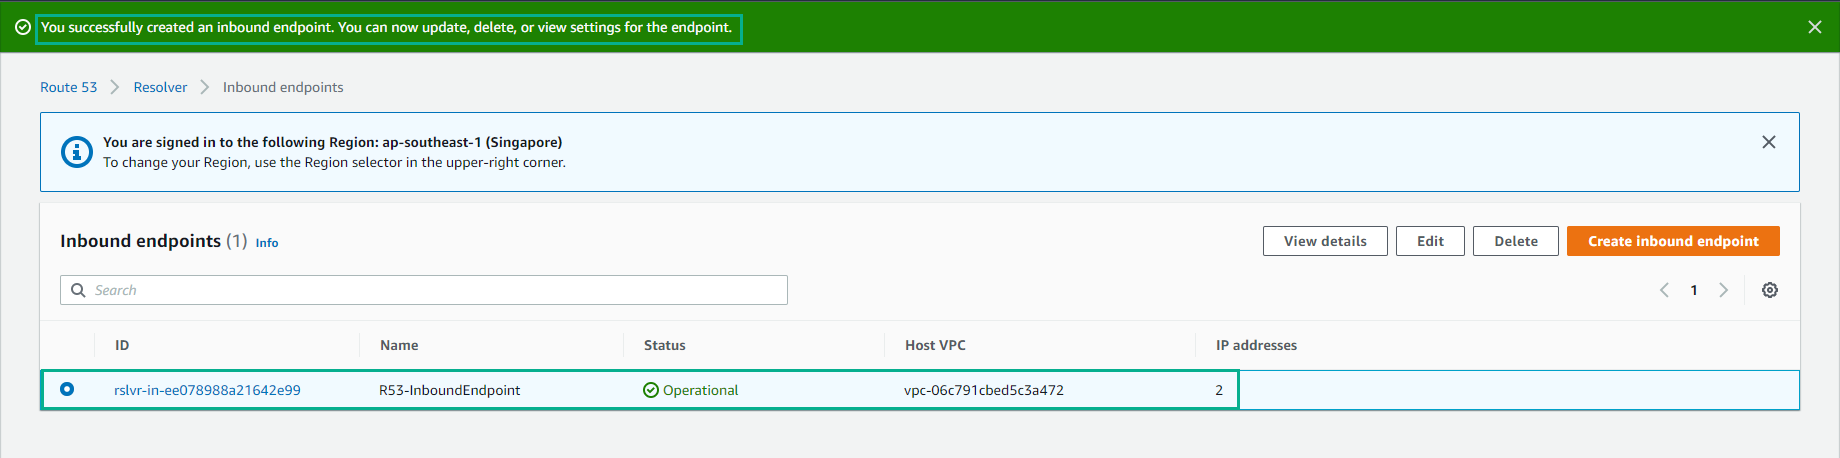 You successfully created an inbound endpoint. You can now update, delete, or view settings for the endpoint.
Route 53 Resolver Inbound endpoints
You are signed in to the following Region: ap-southeast-1 (Singapore)
To change your Region, use the Region selector in the upper-right corner.
Inbound endpoints (1) Info View details Edit Delete Create inbound endpoint
Search 1
ID Name Status Host VPC IP addresses
rslvr-in-ee078988a21642e99 R53-InboundEndpoint Operational vpc-06c791cbed5c3a472 2